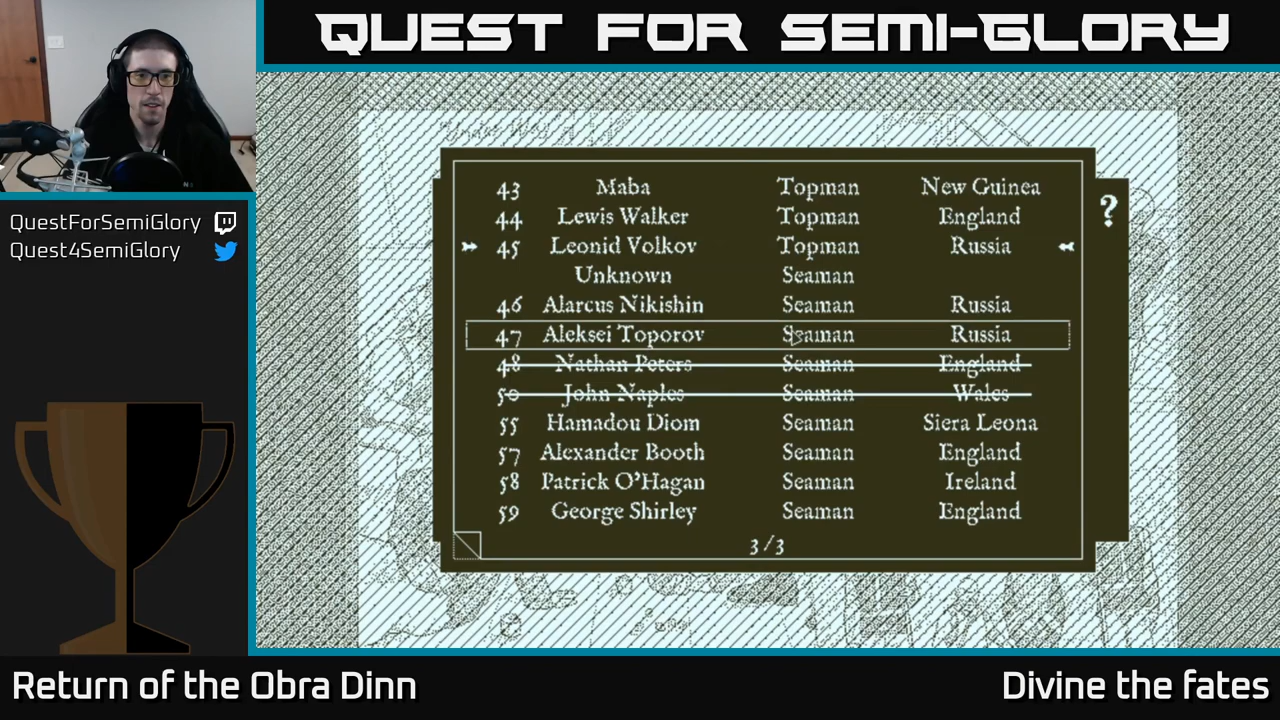 QUEST FOR SEMI-GLORY
QuestForSemiGlory
Quest4SemiGlory
43 Maba Topman New Guinea
44 Lewis Walker Topman England
45 Leonid Volkov Topman Russia
Unknown Seaman
46 Alarcus Nikishin Seaman Russia
47 Aleksei Toporov Seaman Russia
48 Nathan Peters Seaman England
50 John Naples Seaman Wales
55 Hamadou Diom Seaman Siera Leona
57 Alexander Booth Seaman England
58 Patrick O'Hagan Seaman Ireland
59 George Shirley Seaman England
3/3
?
Return of the Obra Dinn
Divine the fates